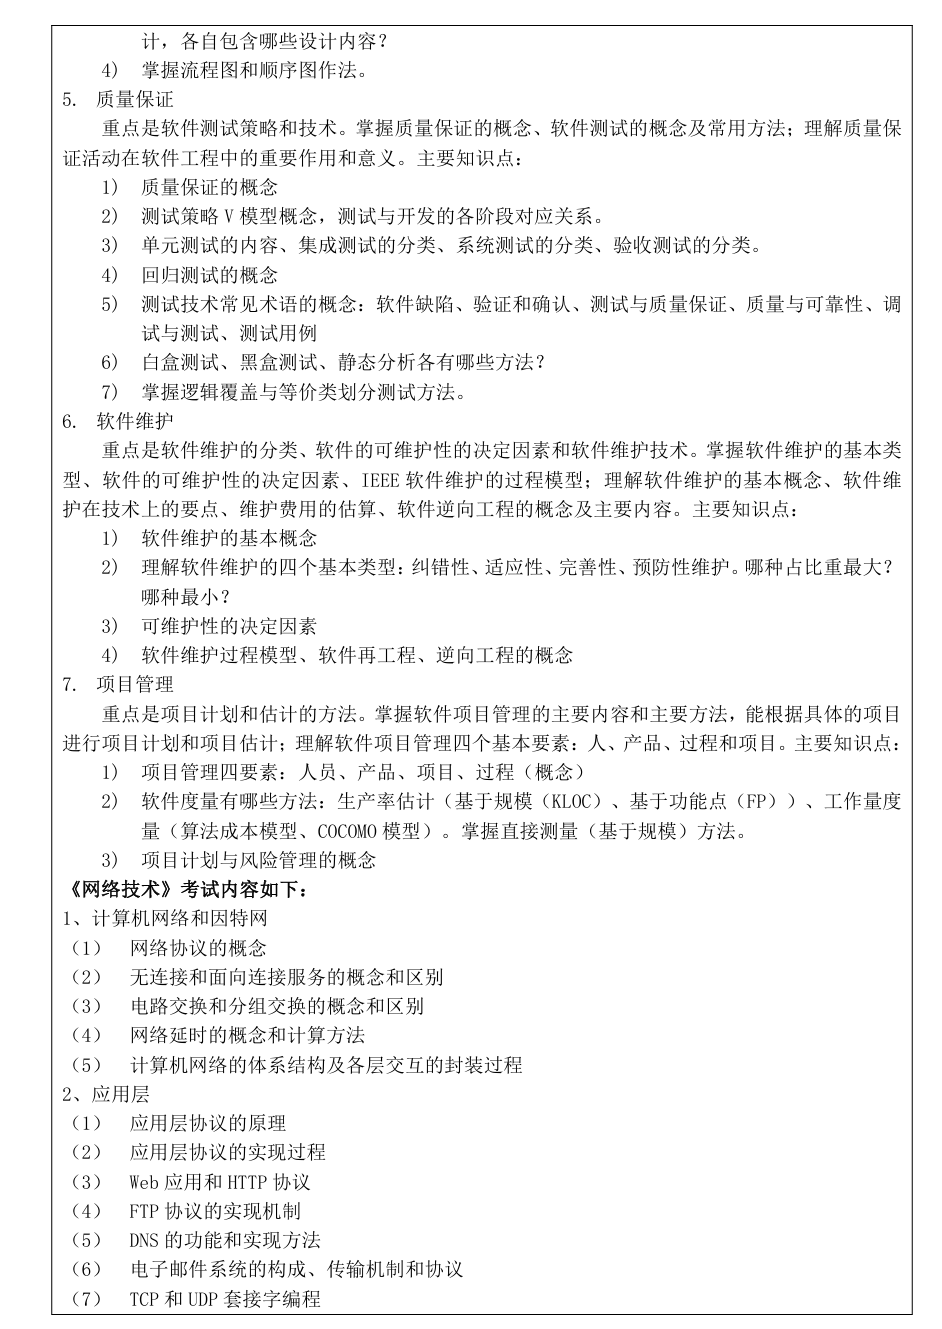 计，各自包含哪些设计内容？
4) 掌握流程图和顺序图作法。
5. 质量保证
重点是软件测试策略和技术。掌握质量保证的概念、软件测试的概念及常用方法；理解质量保
证活动在软件工程中的重要作用和意义。主要知识点：
1) 质量保证的概念
2) 测试策略 V 模型概念，测试与开发的各阶段对应关系。
3) 单元测试的内容、集成测试的分类、系统测试的分类、验收测试的分类。
4) 回归测试的概念
5) 测试技术常见术语的概念：软件缺陷、验证和确认、测试与质量保证、质量与可靠性、调
试与测试、测试用例
6) 白盒测试、黑盒测试、静态分析各有哪些方法？
7) 掌握逻辑覆盖与等价类划分测试方法。
6. 软件维护
重点是软件维护的分类、软件的可维护性的决定因素和软件维护技术。掌握软件维护的基本类
型、软件的可维护性的决定因素、IEEE 软件维护的过程模型；理解软件维护的基本概念、软件维
护在技术上的要点、维护费用的估算、软件逆向工程的概念及主要内容。主要知识点：
1) 软件维护的基本概念
2) 理解软件维护的四个基本类型：纠错性、适应性、完善性、预防性维护。哪种占比重最大？
哪种最小？
3) 可维护性的决定因素
4) 软件维护过程模型、软件再工程、逆向工程的概念
7. 项目管理
重点是项目计划和估计的方法。掌握软件项目管理的主要内容和主要方法，能根据具体的项目
进行项目计划和项目估计；理解软件项目管理四个基本要素：人、产品、过程和项目。主要知识点：
1) 项目管理四要素：人员、产品、项目、过程（概念）
2) 软件度量有哪些方法：生产率估计（基于规模（KLOC）、基于功能点（FP））、工作量度
量（算法成本模型、COCOMO 模型）。掌握直接测量（基于规模）方法。
3) 项目计划与风险管理的概念
《网络技术》考试内容如下：
1、计算机网络和因特网
（1） 网络协议的概念
（2） 无连接和面向连接服务的概念和区别
（3） 电路交换和分组交换的概念和区别
（4） 网络延时的概念和计算方法
（5） 计算机网络的体系结构及各层交互的封装过程
2、应用层
（1） 应用层协议的原理
（2） 应用层协议的实现过程
（3） Web 应用和 HTTP 协议
（4） FTP 协议的实现机制
（5） DNS 的功能和实现方法
（6） 电子邮件系统的构成、传输机制和协议
（7） TCP 和 UDP 套接字编程